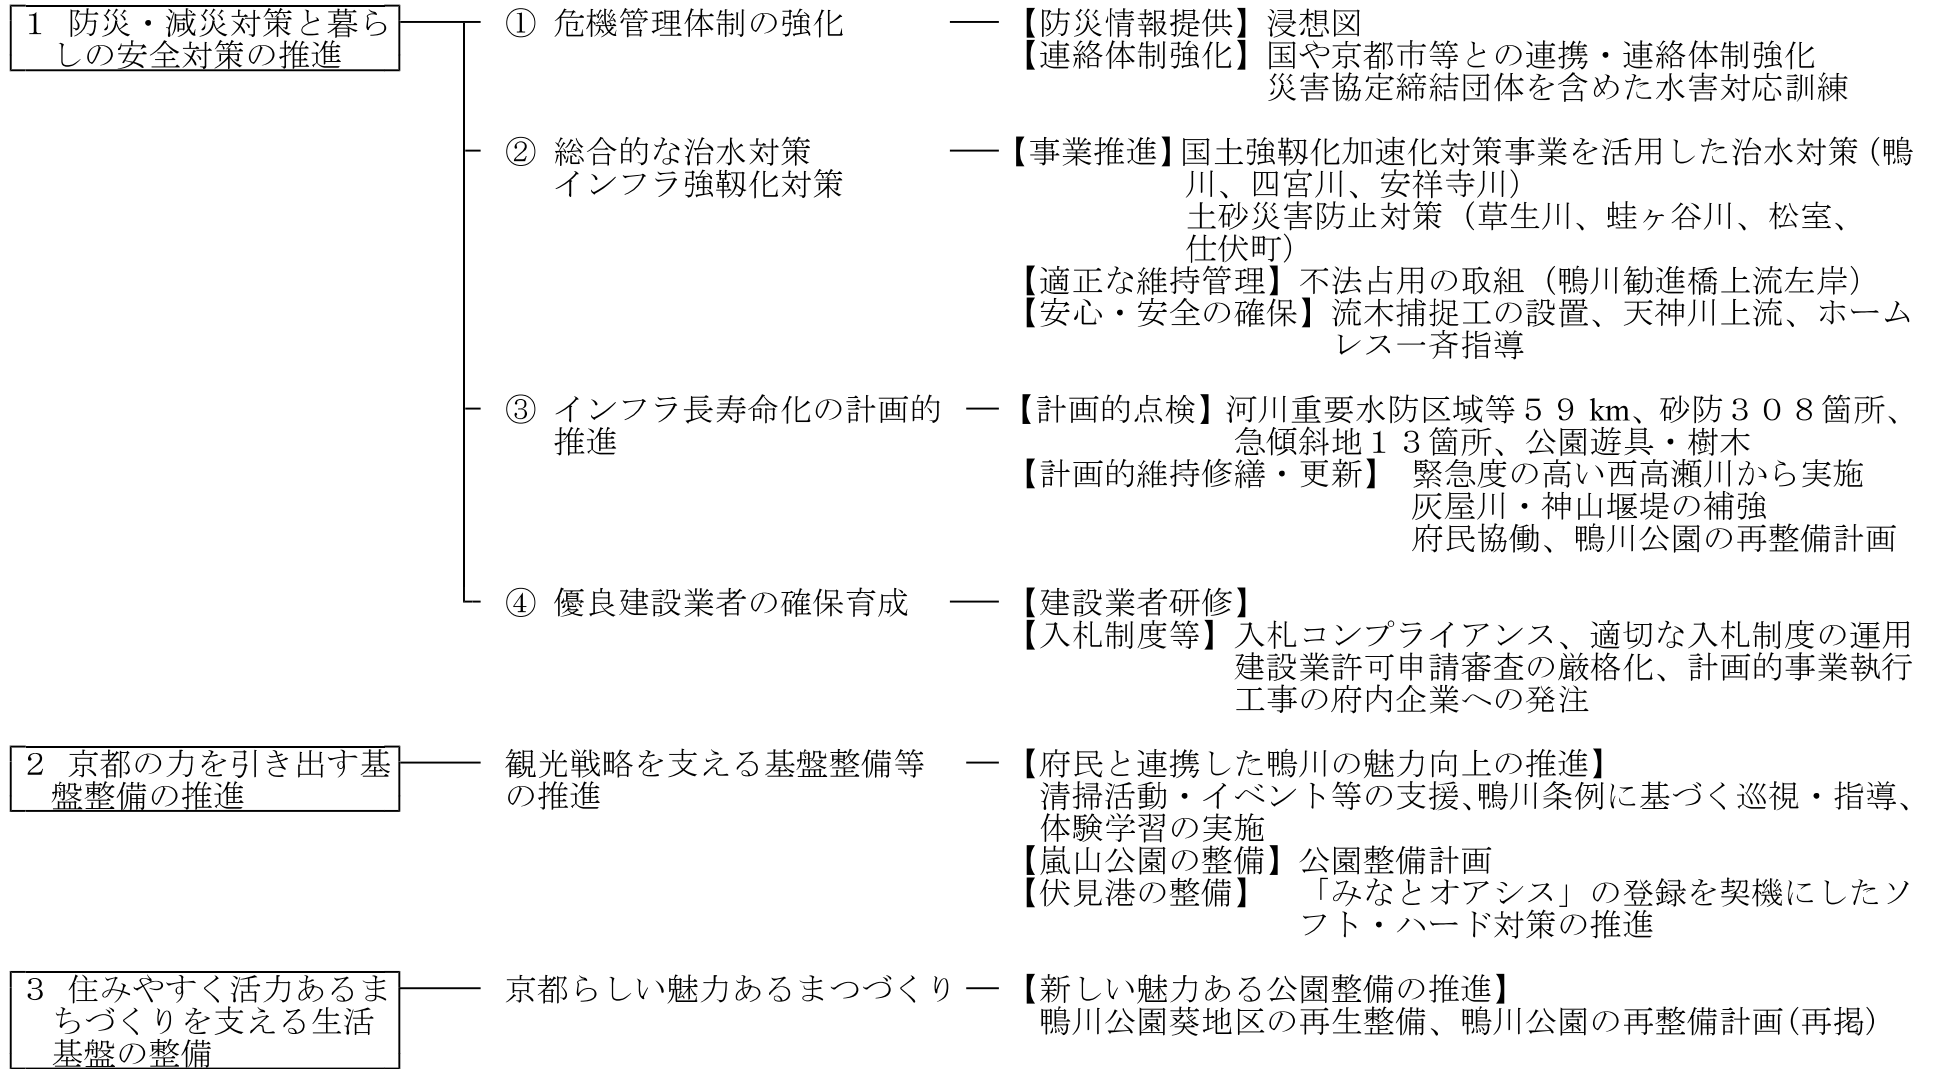 1 防災・減災対策と暮ら
しの安全対策の推進
① 危機管理体制の強化
【防災情報提供】浸想図
【連絡体制強化】国や京都市等との連携・連絡体制強化
災害協定締結団体を含めた水害対応訓練
② 総合的な治水対策
インフラ強靱化対策
【事業推進】国土強靱化加速化対策事業を活用した治水対策（鴨
川、四宮川、安祥寺川）
土砂災害防止対策（草生川、蛙ヶ谷川、松室、
仕伏町）
【適正な維持管理】不法占用の取組（鴨川勧進橋上流左岸）
【安心・安全の確保】流木捕捉工の設置、天神川上流、ホーム
レス一斉指導
③ インフラ長寿命化の計画的
推進
【計画的点検】河川重要水防区域等５９km、砂防３０８箇所、
急傾斜地１３箇所、公園遊具・樹木
【計画的維持修繕・更新】 緊急度の高い西高瀬川から実施
灰屋川・神山堰堤の補強
府民協働、鴨川公園の再整備計画
④ 優良建設業者の確保育成
【建設業者研修】
【入札制度等】入札コンプライアンス、適切な入札制度の運用
建設業許可申請審査の厳格化、計画的事業執行
工事の府内企業への発注
2 京都の力を引き出す基
盤整備の推進
観光戦略を支える基盤整備等
の推進
【府民と連携した鴨川の魅力向上の推進】
清掃活動・イベント等の支援、鴨川条例に基づく巡視・指導、
体験学習の実施
【嵐山公園の整備】公園整備計画
【伏見港の整備】 「みなとオアシス」の登録を契機にしたソ
フト・ハード対策の推進
3 住みやすく活力あるま
ちづくりを支える生活
基盤の整備
京都らしい魅力あるまつづくり
【新しい魅力ある公園整備の推進】
鴨川公園葵地区の再生整備、鴨川公園の再整備計画（再掲）